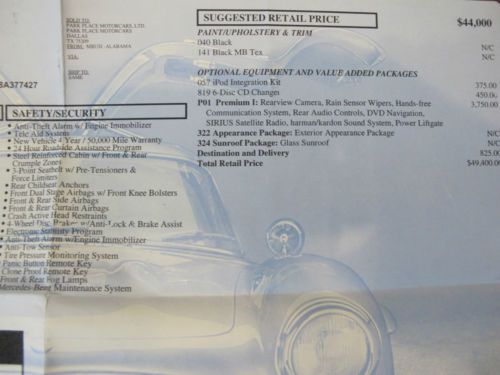 SOLD TO:
PARK PLACE MOTORCARS, LTD.
PARK PLACE MOTORCARS
DALLAS
TX 75209
FROM: MBUSI - ALABAMA
VIA:
SHIP TO:
SAME
SA377427
SAFETY/SECURITY
• Anti-Theft Alarm w/Engine Immobilizer
• Tele Aid System
• New Vehicle 4 Year / 50,000 Mile Warranty
• 24 Hour Roadside Assistance Program
• Steel Reinforced Cabin w/ Front & Rear
Crumple Zones
• 3-Point Seatbelt w/ Pre-Tensioners &
Force Limiters
• Rear Childseat Anchors
• Front Dual Stage Airbags w/ Front Knee Bolsters
• Front & Rear Side Airbags
• Front & Rear Curtain Airbags
• Crash Active Head Restraints
• 4-Wheel Disc Brakes w/Anti-Lock & Brake Assist
• Electronic Stability Program
• Anti-Theft Alarm w/Engine Immobilizer
• Anti-Tow Sensor
• Tire Pressure Monitoring System
• Panic Button Remote Key
• Clone Proof Remote Key
Front & Rear Fog Lamps
Mercedes-Benz Maintenance System
SUGGESTED RETAIL PRICE $44,000
PAINT/UPHOLSTERY & TRIM
040 Black N/C
141 Black MB Tex N/C
OPTIONAL EQUIPMENT AND VALUE ADDED PACKAGES
057 iPod Integration Kit 375.00
819 6-Disc CD Changer 450.00
P01 Premium I: Rearview Camera, Rain Sensor Wipers, Hands-free 3,750.00
Communication System, Rear Audio Controls, DVD Navigation,
SIRIUS Satellite Radio, harman/kardon Sound System, Power Liftgate
322 Appearance Package: Exterior Appearance Package N/C
324 Sunroof Package: Glass Sunroof N/C
Destination and Delivery 825.00
Total Retail Price $49,400.00